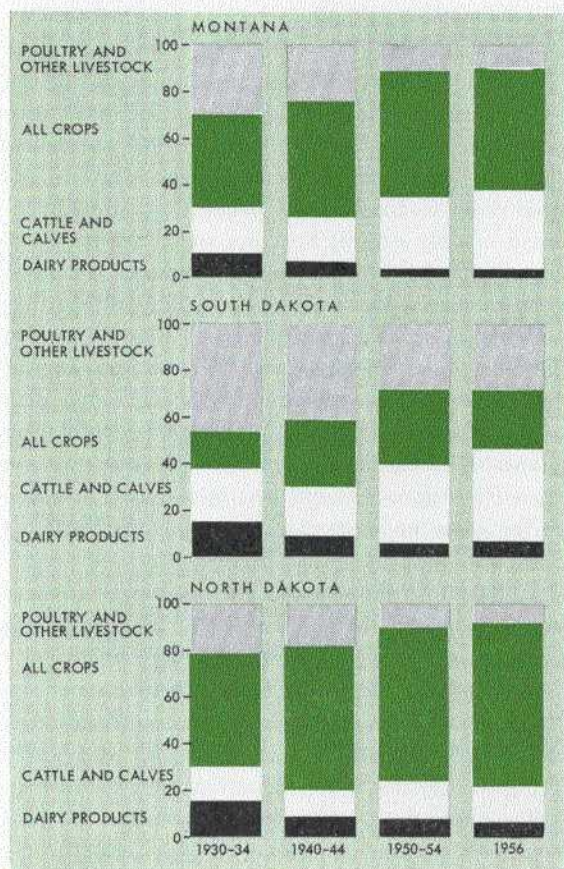 MONTANA
POULTRY AND
OTHER LIVESTOCK
ALL CROPS
CATTLE AND
CALVES
DAIRY PRODUCTS
100
80
60
40
20
0
SOUTH DAKOTA
POULTRY AND
OTHER LIVESTOCK
ALL CROPS
CATTLE AND CALVES
DAIRY PRODUCTS
100
80
60
40
20
0
NORTH DAKOTA
POULTRY AND
OTHER LIVESTOCK
ALL CROPS
CATTLE AND CALVES
DAIRY PRODUCTS
100
80
60
40
20
0
1930-34 1940-44 1950-54 1956